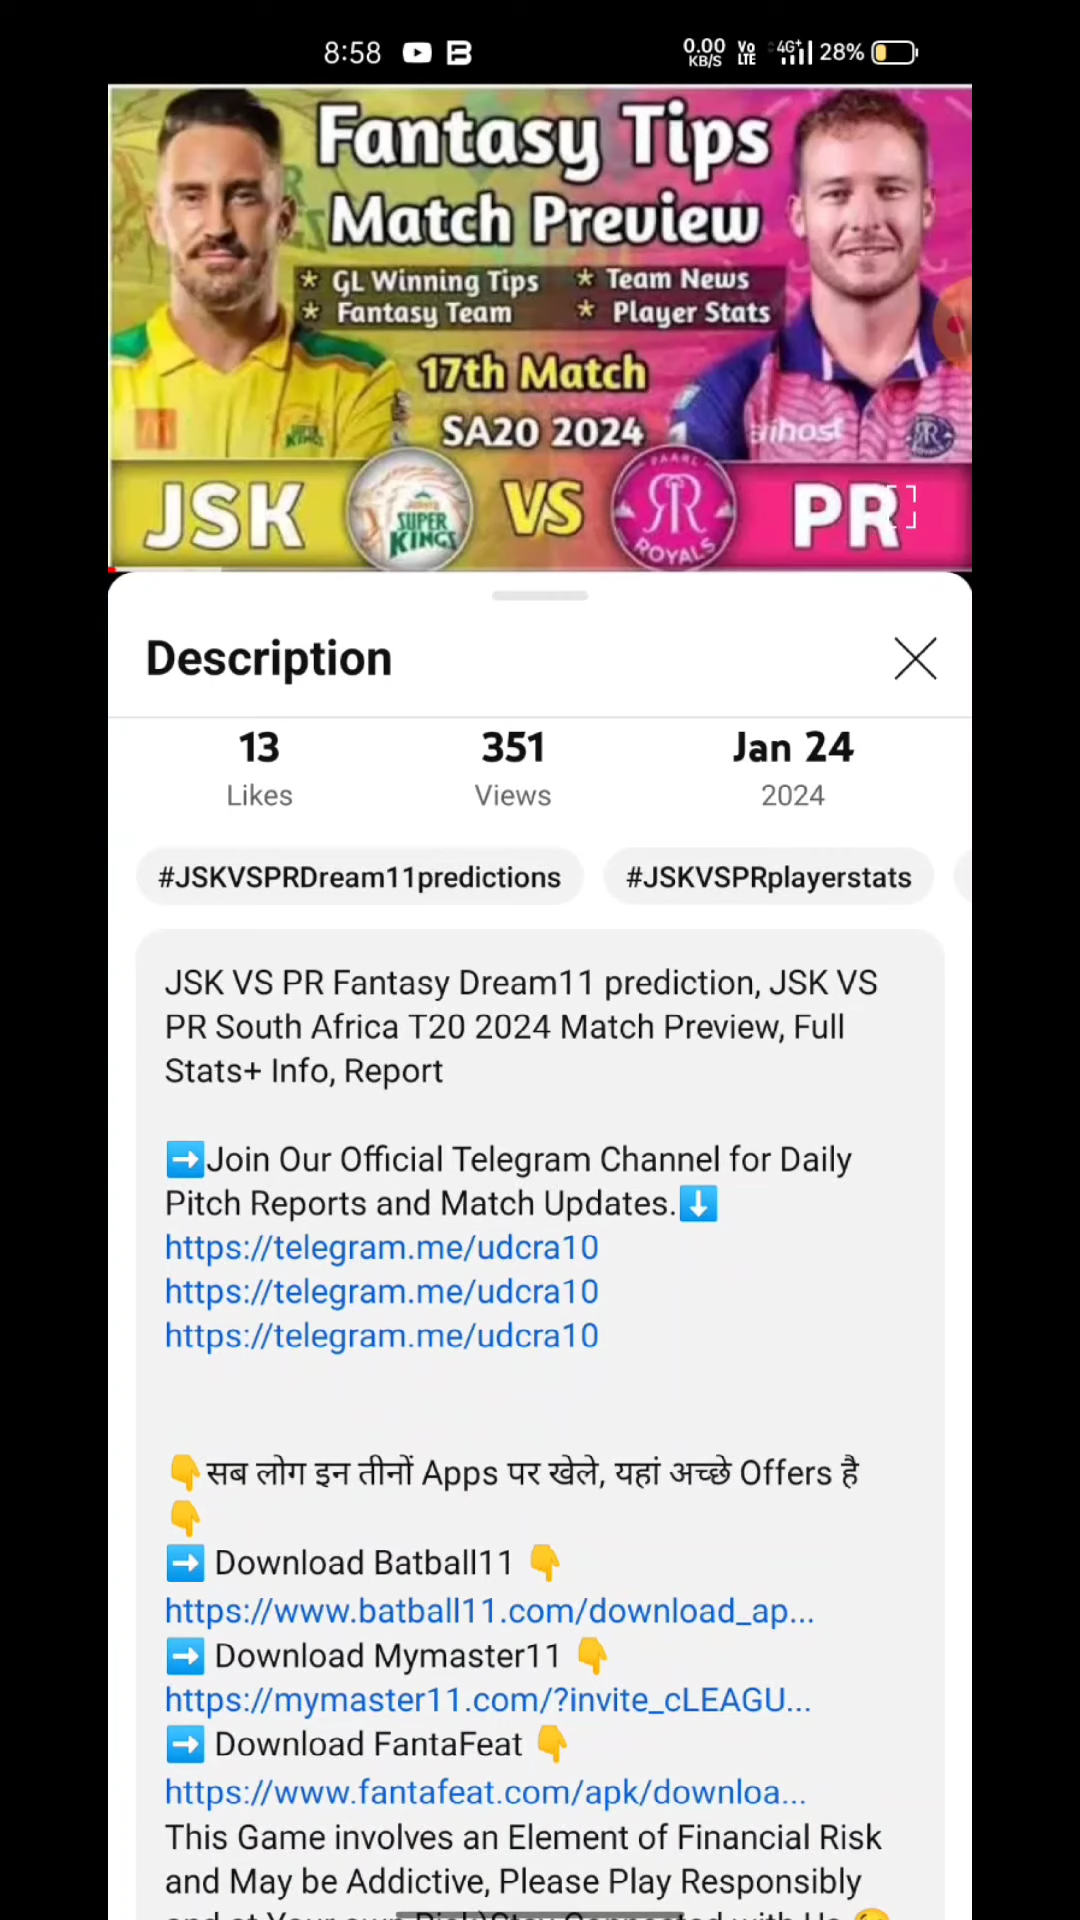 8:58 0.00 KB/S Vo LTE 4G+ 28%
Fantasy Tips
Match Preview
* GL Winning Tips * Team News
* Fantasy Team * Player Stats
17th Match
SA20 2024
JSK SUPER KINGS VS PAARL RR ROYALS PR
Description
13 351 Jan 24
Likes Views 2024
#JSKVSPRDream11predictions #JSKVSPRplayerstats
JSK VS PR Fantasy Dream11 prediction, JSK VS
PR South Africa T20 2024 Match Preview, Full
Stats+ Info, Report
➡️Join Our Official Telegram Channel for Daily
Pitch Reports and Match Updates.⬇️
https://telegram.me/udcra10
https://telegram.me/udcra10
https://telegram.me/udcra10
👇सब लोग इन तीनों Apps पर खेले, यहां अच्छे Offers है
👇
➡️ Download Batball11 👇
https://www.batball11.com/download_ap...
➡️ Download Mymaster11 👇
https://mymaster11.com/?invite_cLEAGU...
➡️ Download FantaFeat 👇
https://www.fantafeat.com/apk/downloa...
This Game involves an Element of Financial Risk
and May be Addictive, Please Play Responsibly